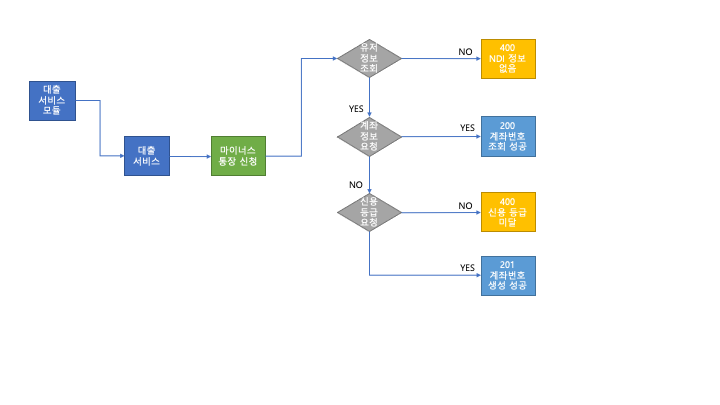 대출
서비스
모듈
대출
서비스
마이너스
통장 신청
유저
정보
조회
NO
400
NDI 정보
없음
YES
계좌
정보
요청
YES
200
계좌번호
조회 성공
NO
신용
등급
요청
NO
400
신용 등급
미달
YES
201
계좌번호
생성 성공